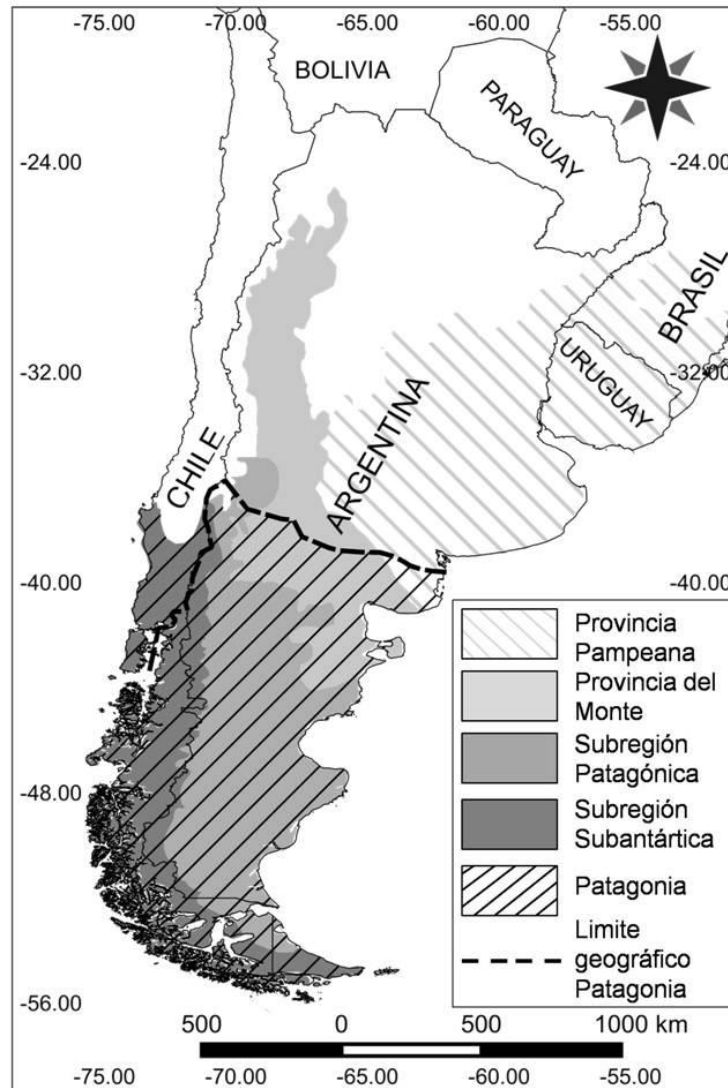 -75.00 -70.00 -65.00 -60.00 -55.00
BOLIVIA
PARAGUAY
-24.00 -24.00
BRASIL
-32.00 -32.00
URUGUAY
ARGENTINA
CHILE
-40.00 -40.00
Provincia
Pampeana
Provincia del
Monte
Subregión
Patagónica
-48.00
Subregión
Subantártica
Patagonia
Limite
geográfico
Patagonia
-56.00
500 0 500 1000 km
-75.00 -70.00 -65.00 -60.00 -55.00